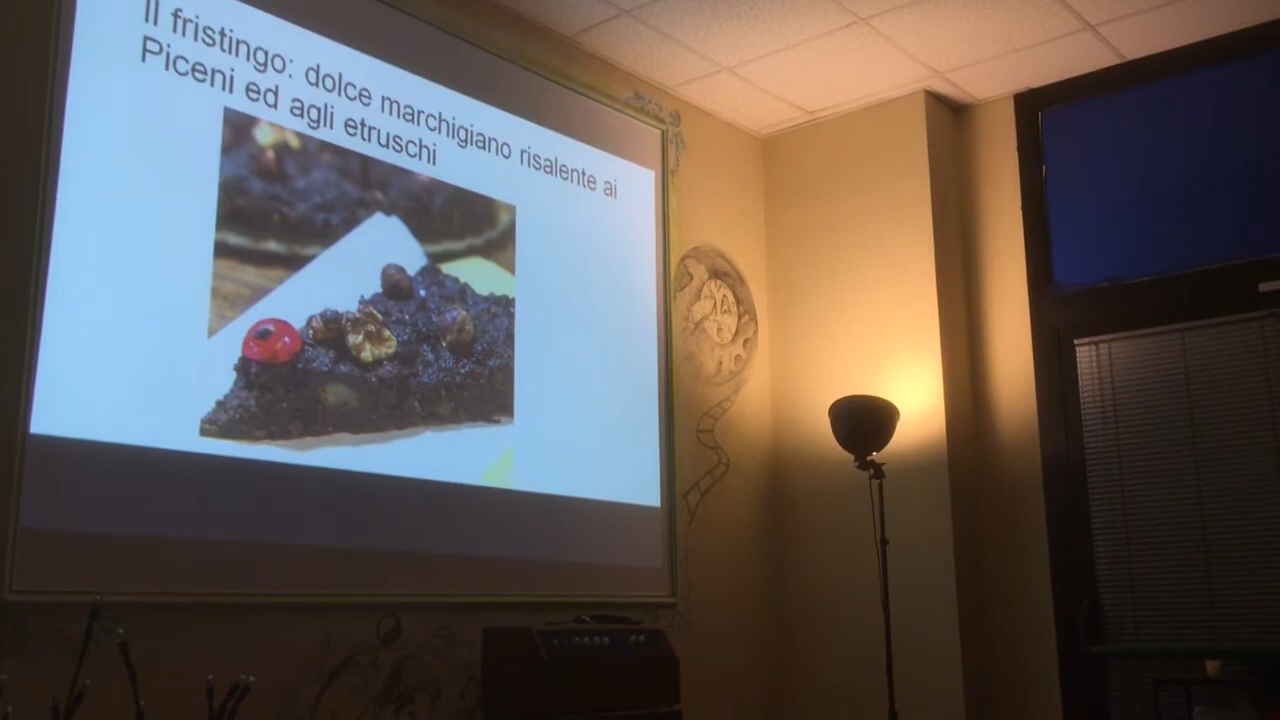 Il fristingo: dolce marchigiano risalente ai
Piceni ed agli etruschi